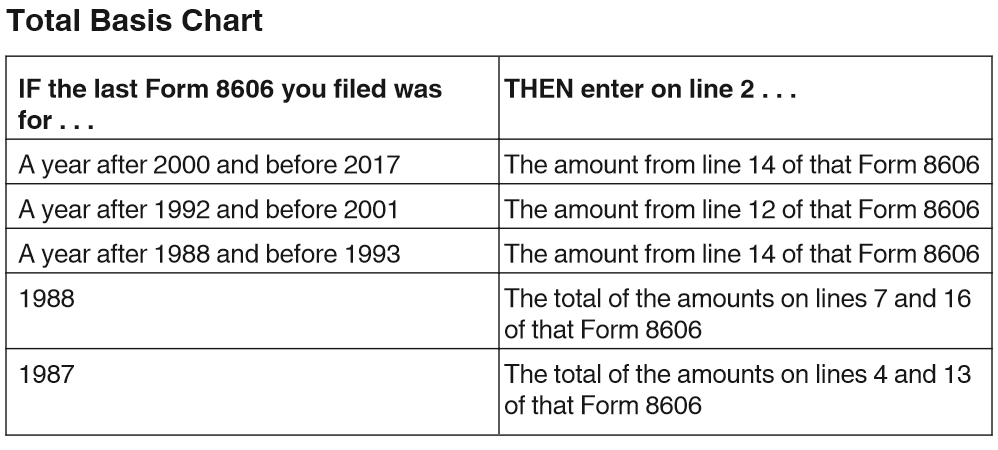 Total Basis Chart
IF the last Form 8606 you filed was
for . . .
THEN enter on line 2 . . .
A year after 2000 and before 2017
The amount from line 14 of that Form 8606
A year after 1992 and before 2001
The amount from line 12 of that Form 8606
A year after 1988 and before 1993
The amount from line 14 of that Form 8606
1988
The total of the amounts on lines 7 and 16
of that Form 8606
1987
The total of the amounts on lines 4 and 13
of that Form 8606